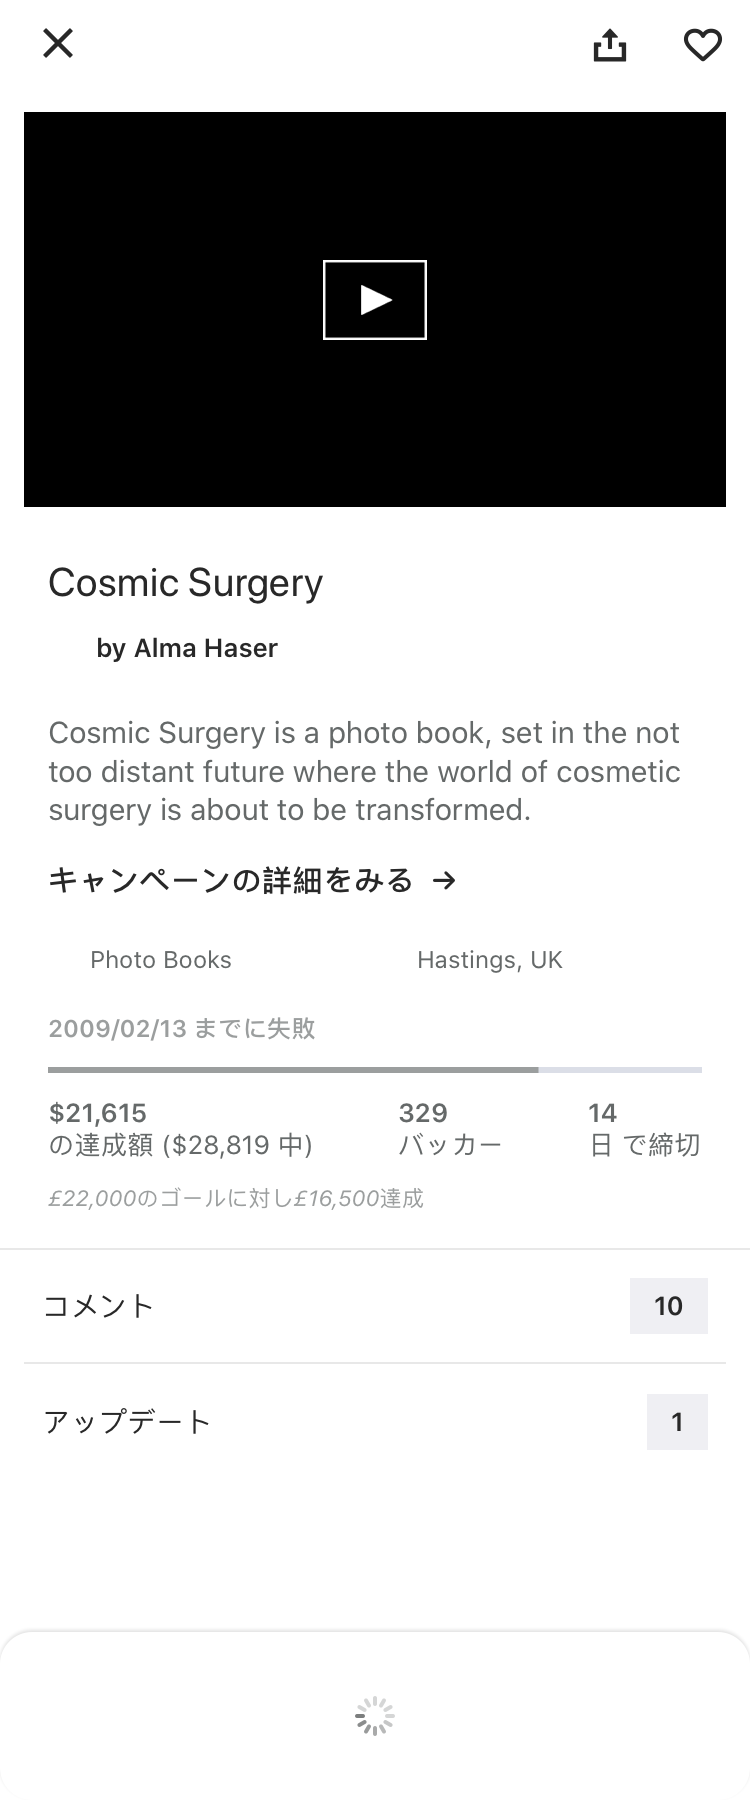 Cosmic Surgery
by Alma Haser
Cosmic Surgery is a photo book, set in the not
too distant future where the world of cosmetic
surgery is about to be transformed.
キャンペーンの詳細をみる →
Photo Books
Hastings, UK
2009/02/13 までに失敗
$21,615
の達成額 ($28,819 中)
329
バッカー
14
日 で締切
£22,000のゴールに対し£16,500達成
コメント
10
アップデート
1